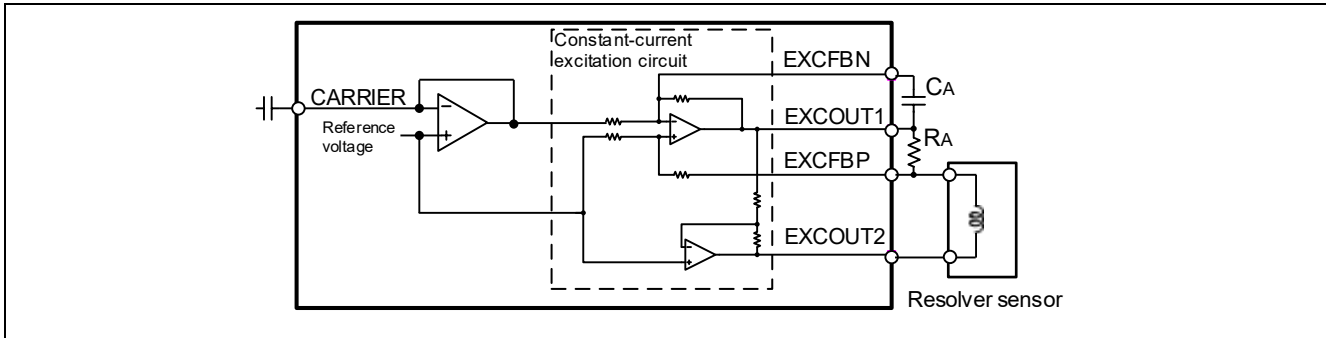 Constant-current
excitation circuit
EXCFBN
CA
CARRIER
EXCOUT1
Reference
voltage
RA
EXCFBP
EXCOUT2
Resolver sensor